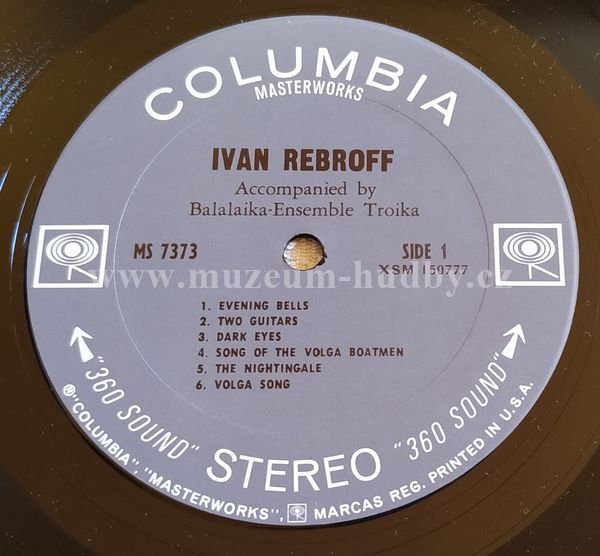 COLUMBIA
MASTERWORKS
IVAN REBROFF
Accompanied by
Balalaika-Ensemble Troika
MS 7373
SIDE 1
XSM 150777
www.muzeum-hudby.cz
1. EVENING BELLS
2. TWO GUITARS
3. DARK EYES
4. SONG OF THE VOLGA BOATMEN
5. THE NIGHTINGALE
6. VOLGA SONG
"360 SOUND" STEREO "360 SOUND"
Ⓡ"COLUMBIA", "MASTERWORKS", MARCAS REG. PRINTED IN U.S.A.